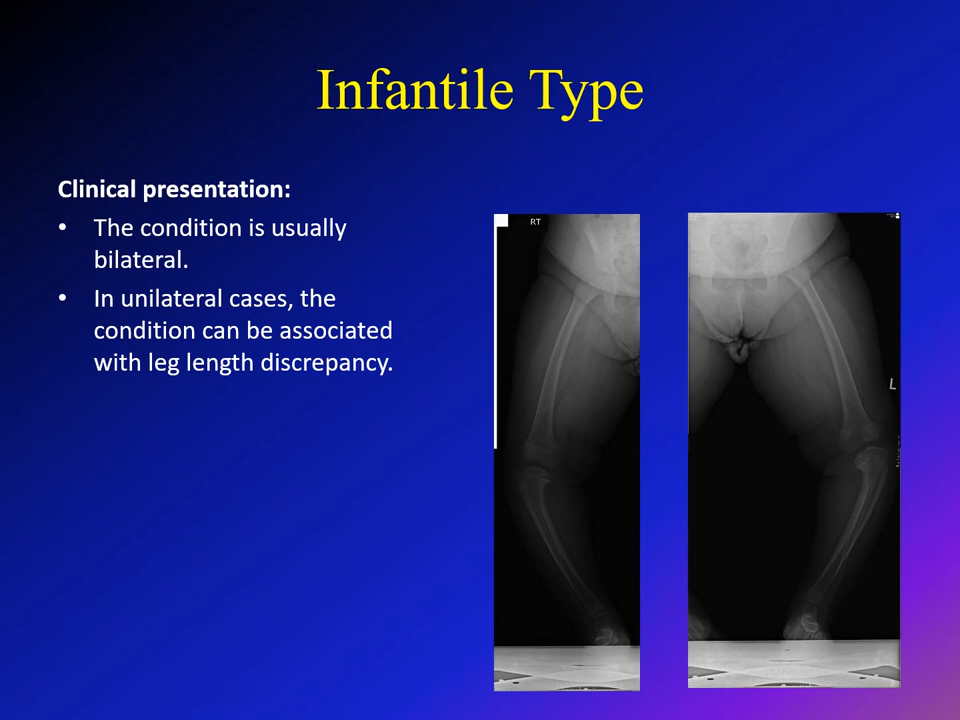 Infantile Type
Clinical presentation:
• The condition is usually
bilateral.
• In unilateral cases, the
condition can be associated
with leg length discrepancy.
RT
L